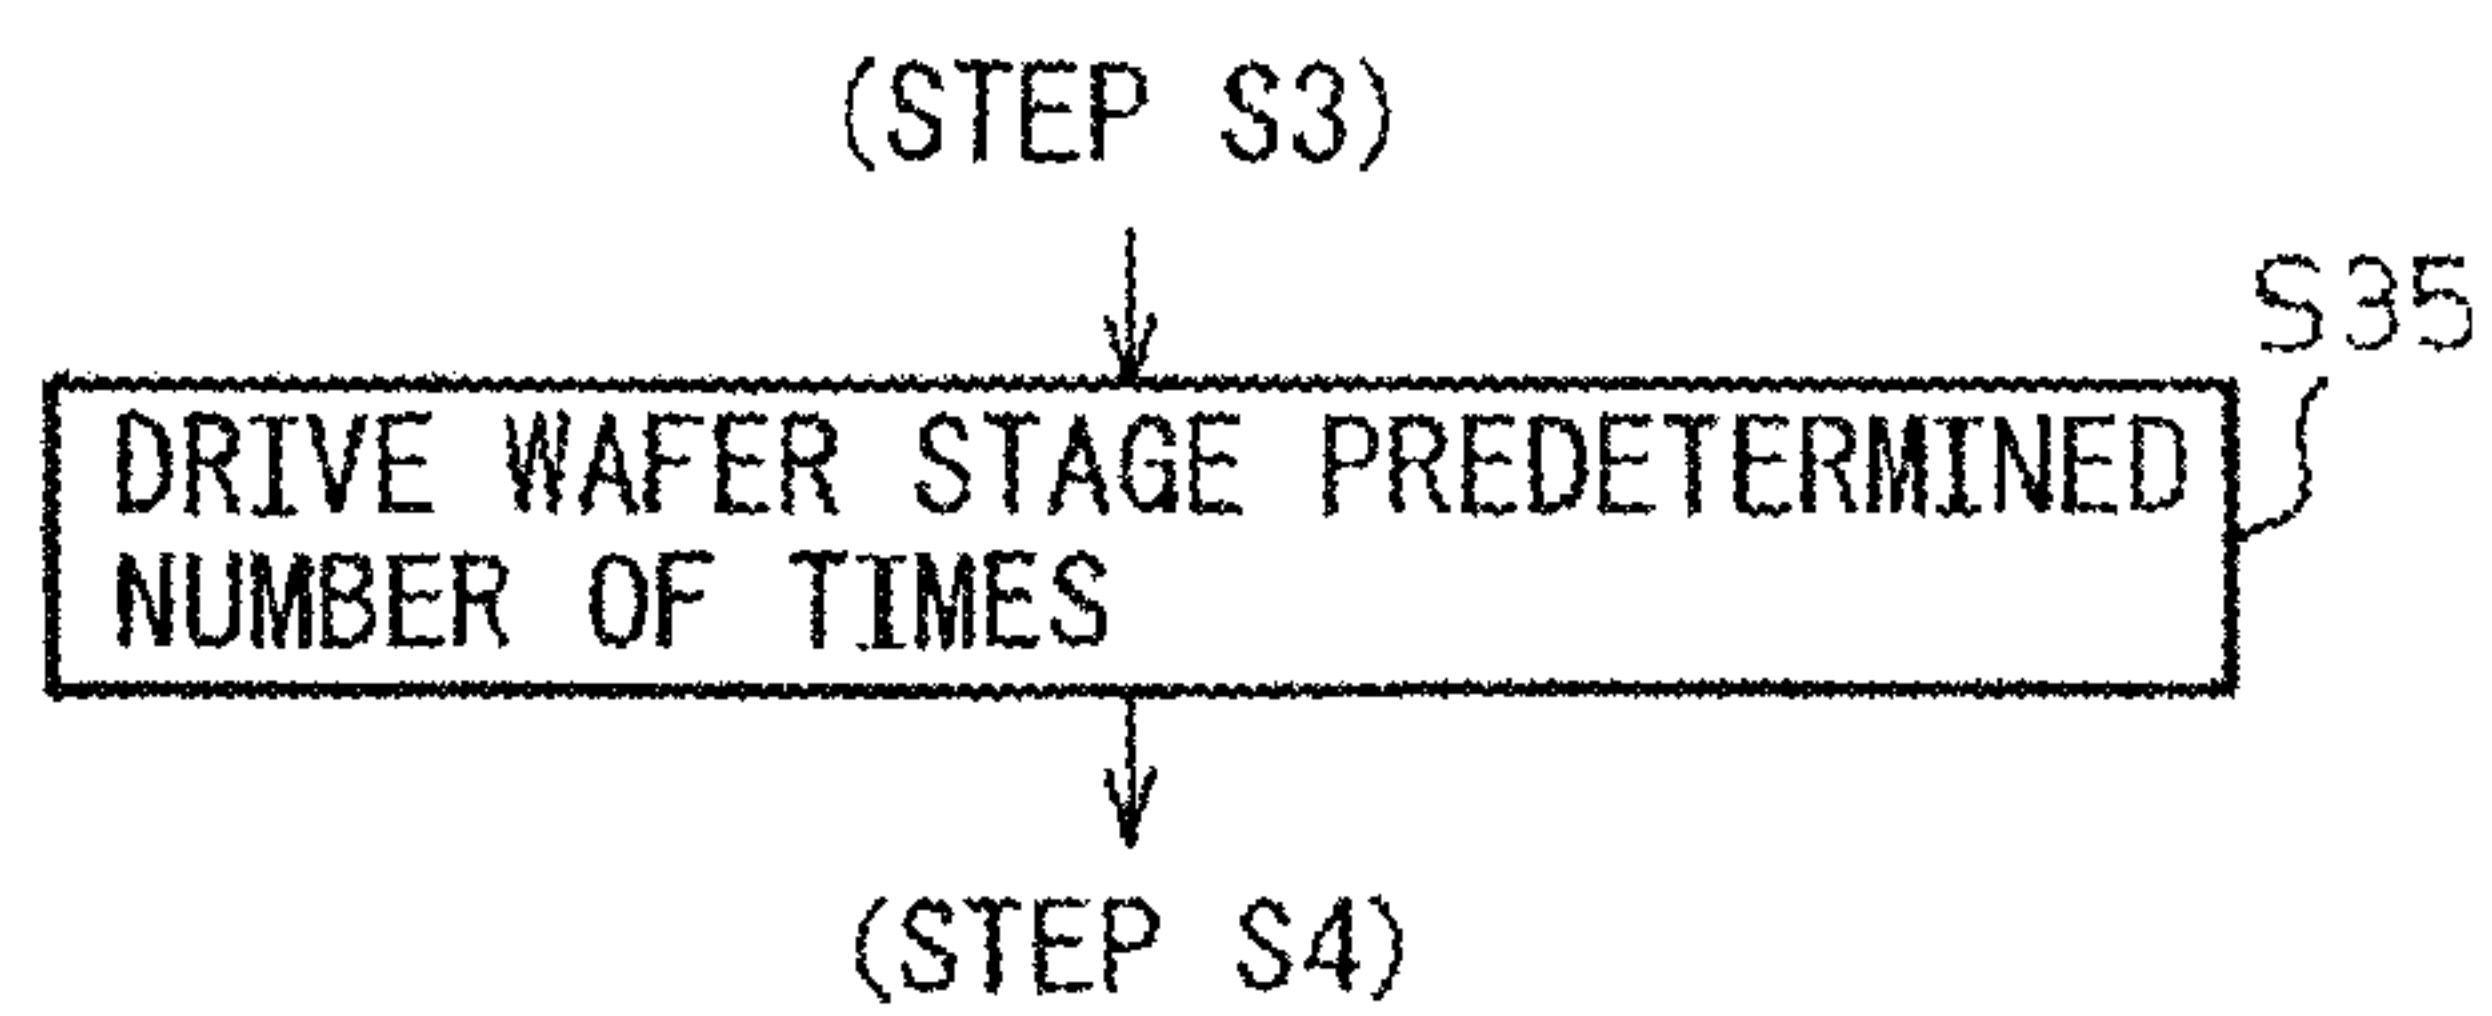 (STEP S3)
S35
DRIVE WAFER STAGE PREDETERMINED
NUMBER OF TIMES
(STEP S4)